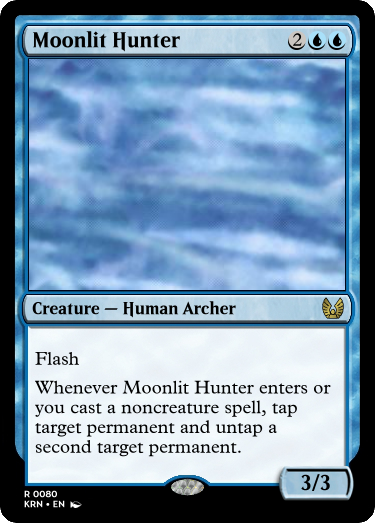 Moonlit Hunter 2
Creature — Human Archer
Flash
Whenever Moonlit Hunter enters or
you cast a noncreature spell, tap
target permanent and untap a
second target permanent.
3/3
R 0080
KRN • EN